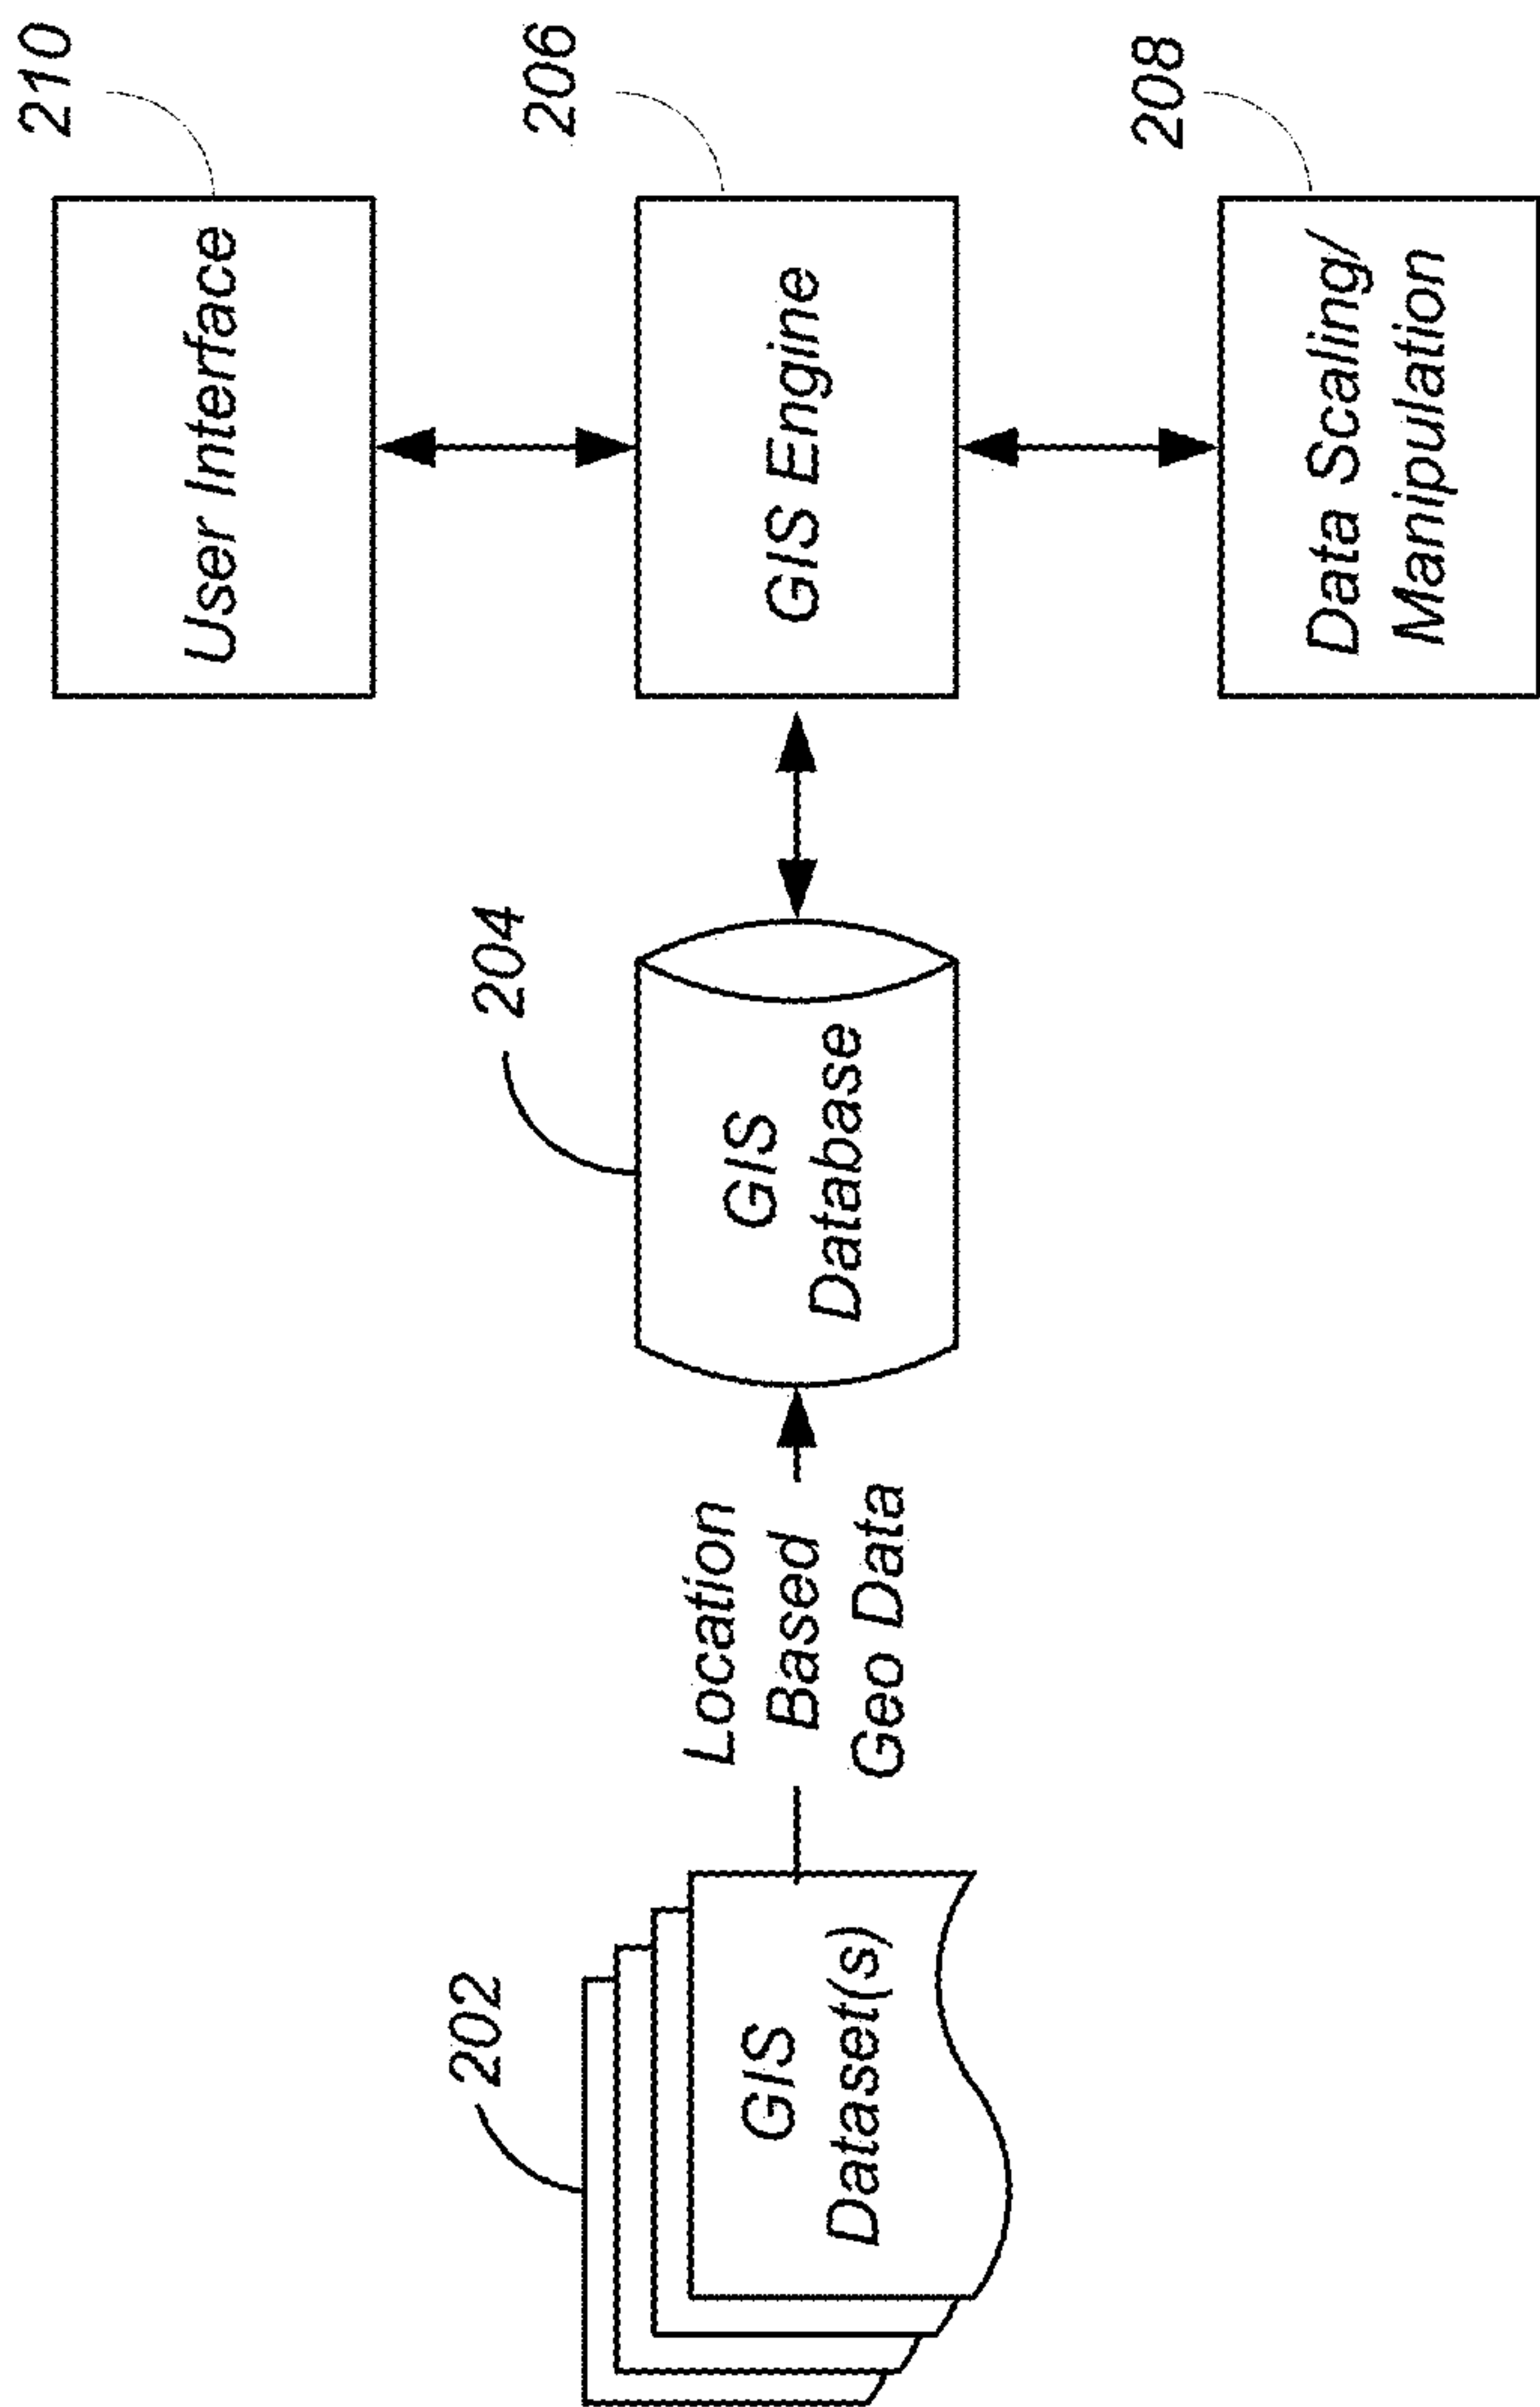 202
GIS
Dataset(s)
Location
Based
Geo Data
204
GIS
Database
210
User Interface
206
GIS Engine
208
Data Scaling/
Manipulation